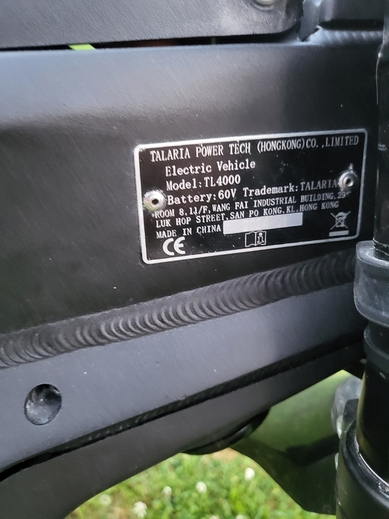 TALARIA POWER TECH (HONGKONG)CO.,LIMITED
Electric Vehicle
Model:TL4000
Battery:60V Trademark:TALARIA
ROOM 8.11/F,WANG FAI INDUSTRIAL BUILDING,29
LUK HOP STREET,SAN PO KONG,KL,HONG KONG
MADE IN CHINA
CE